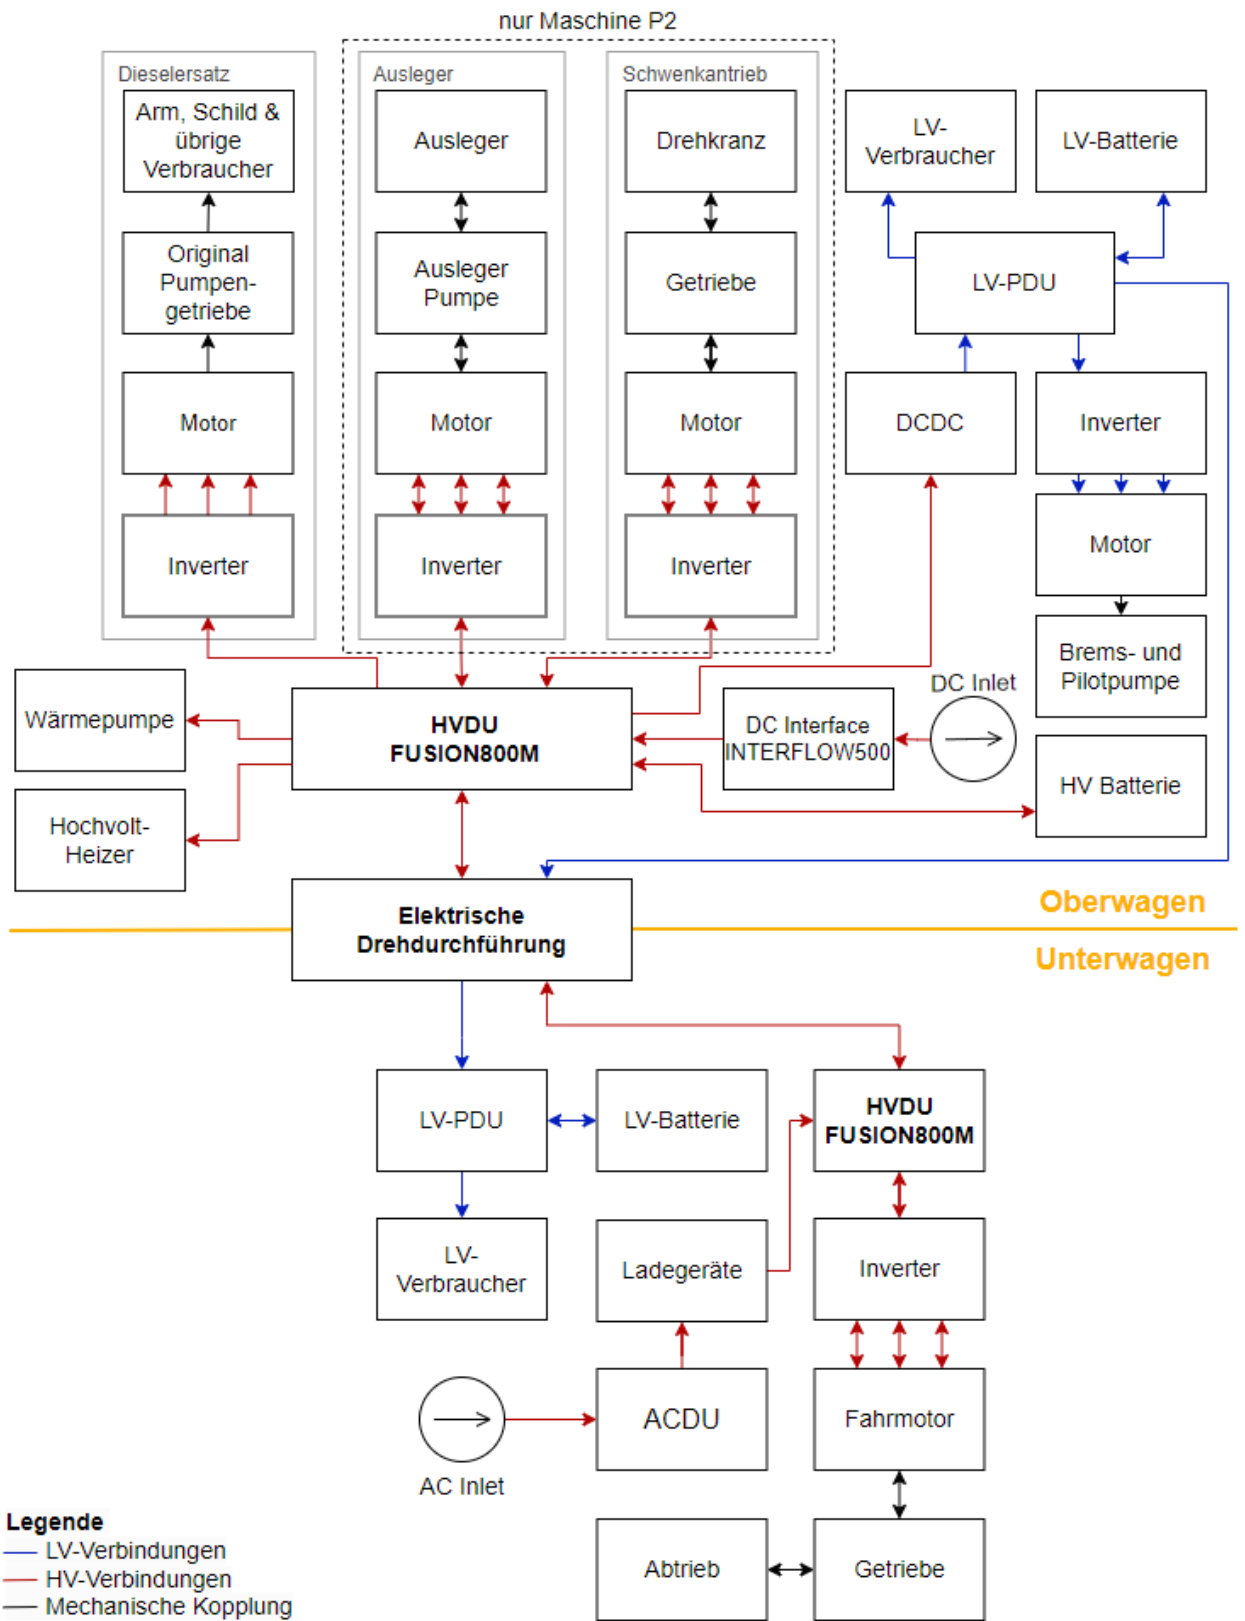 nur Maschine P2
Dieselersatz
Ausleger
Schwenkantrieb
Arm, Schild &
übrige
Verbraucher
Ausleger
Drehkranz
LV-
Verbraucher
LV-Batterie
Original
Pumpen-
getriebe
Ausleger
Pumpe
Getriebe
LV-PDU
Motor
Motor
Motor
DCDC
Inverter
Inverter
Inverter
Inverter
Motor
Brems- und
Pilotpumpe
Wärmepumpe
HVDU
FUSION800M
DC Interface
INTERFLOW500
DC Inlet
HV Batterie
Hochvolt-
Heizer
Elektrische
Drehdurchführung
Oberwagen
Unterwagen
LV-PDU
LV-Batterie
HVDU
FUSION800M
LV-
Verbraucher
Ladegeräte
Inverter
AC Inlet
ACDU
Fahrmotor
Abtrieb
Getriebe
Legende
LV-Verbindungen
HV-Verbindungen
Mechanische Kopplung